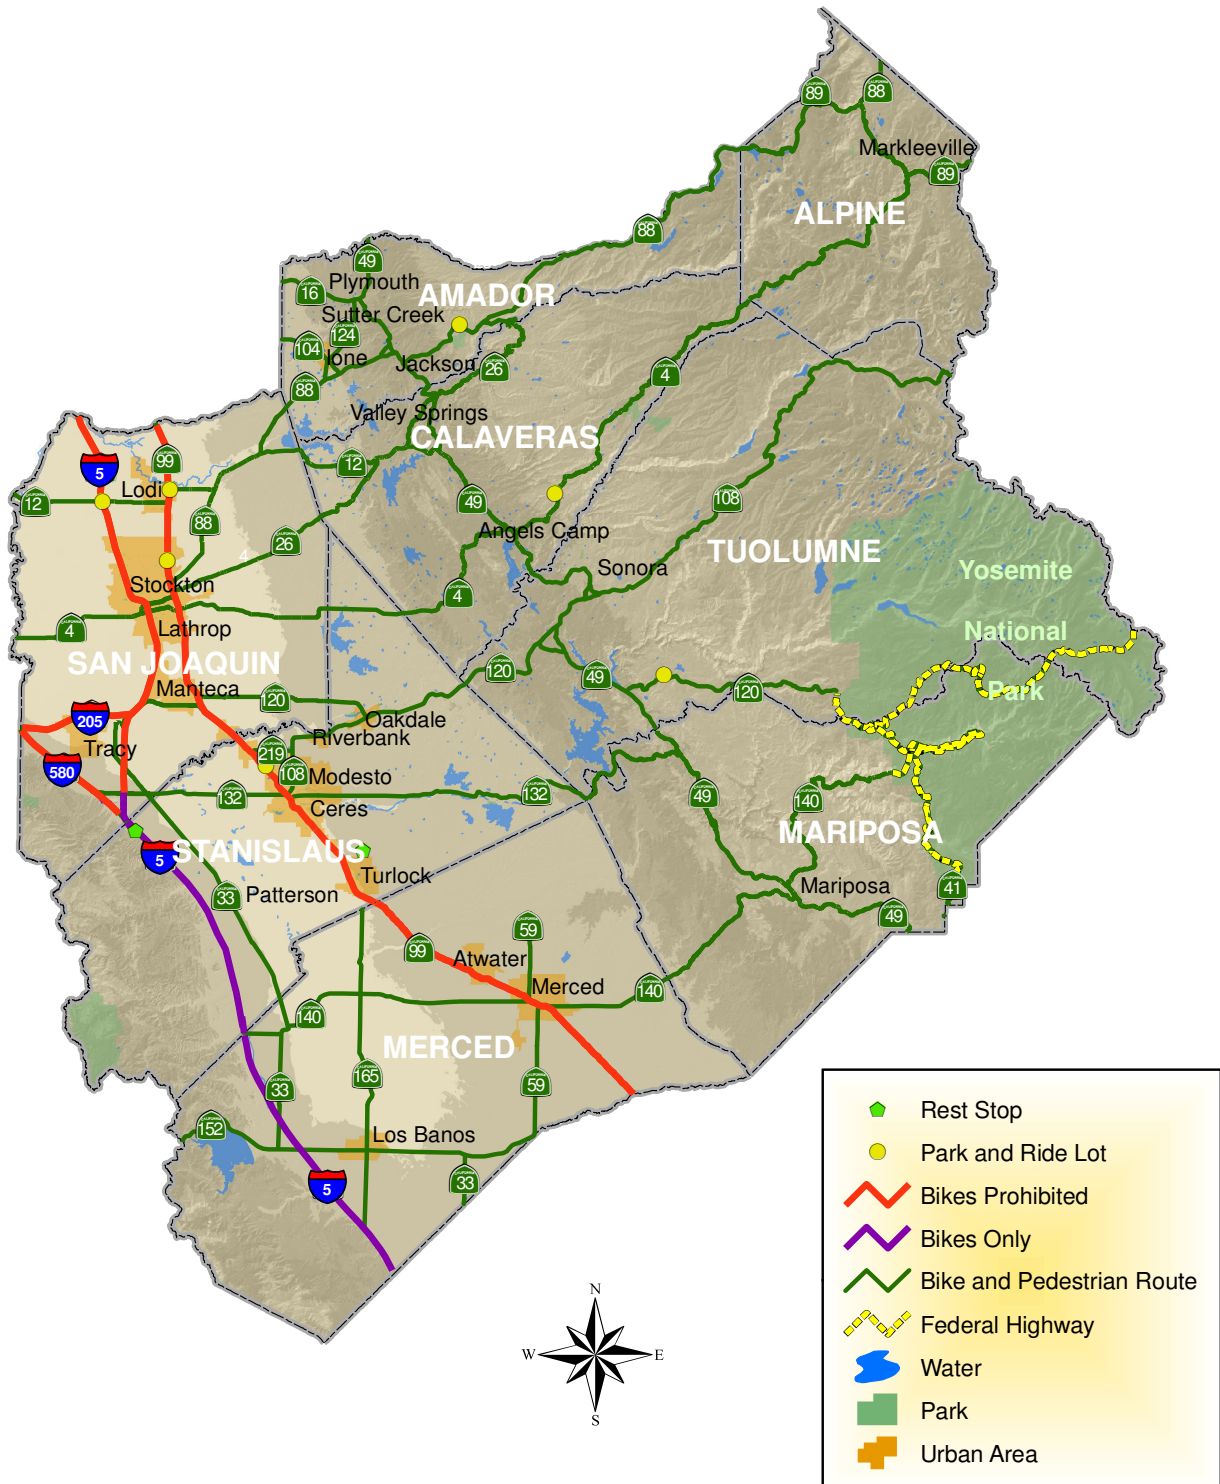 89
88
Markleeville
89
ALPINE
88
49
Plymouth
16
AMADOR
Sutter Creek
124
104
Ione
Jackson
26
88
4
Valley Springs
CALAVERAS
12
99
5
Lodi
12
49
108
88
Angels Camp
26
4
TUOLUMNE
Yosemite
Sonora
Stockton
4
4
Lathrop
National
SAN JOAQUIN
120
49
Manteca
120
120
Park
205
Oakdale
Riverbank
219
Tracy
580
108
Modesto
132
132
49
140
Ceres
MARIPOSA
5
STANISLAUS
Turlock
Mariposa
41
33
Patterson
49
59
99
Atwater
Merced
140
140
MERCED
165
33
59
152
Los Banos
5
33
Rest Stop
Park and Ride Lot
Bikes Prohibited
Bikes Only
Bike and Pedestrian Route
Federal Highway
Water
Park
Urban Area
N
W
E
S